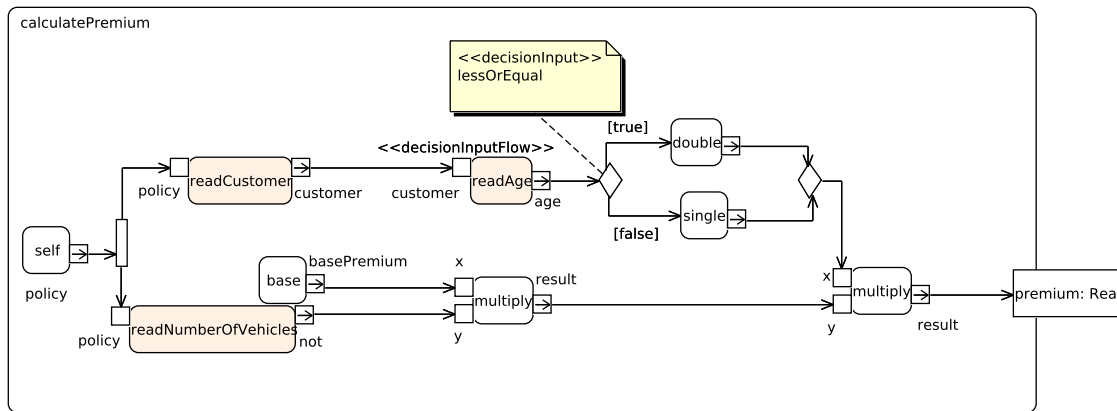 calculatePremium
<<decisionInput>>
lessOrEqual
[true]
double
<<decisionInputFlow>>
policy
readCustomer
customer
customer
readAge
age
single
[false]
self
policy
base
basePremium
x
multiply
result
y
policy
readNumberOfVehicles
not
x
multiply
y
result
premium: Rea